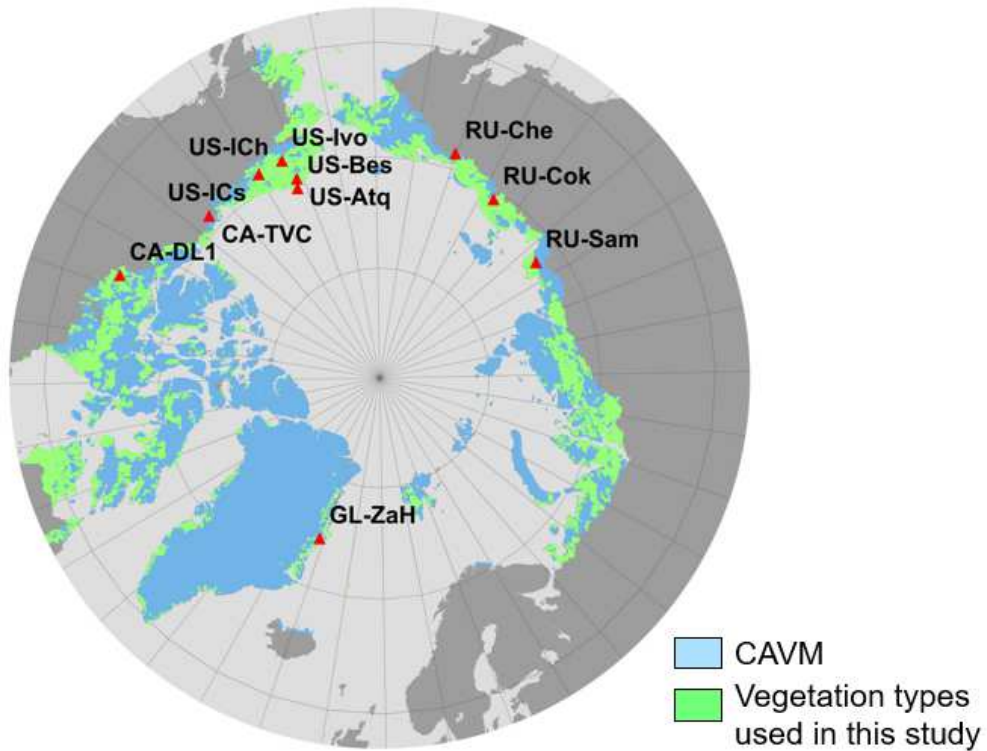 US-Ivo
RU-Che
US-ICh
US-Bes
RU-Cok
US-ICs
US-Atq
CA-TVC
RU-Sam
CA-DL1
GL-ZaH
CAVM
Vegetation types
used in this study